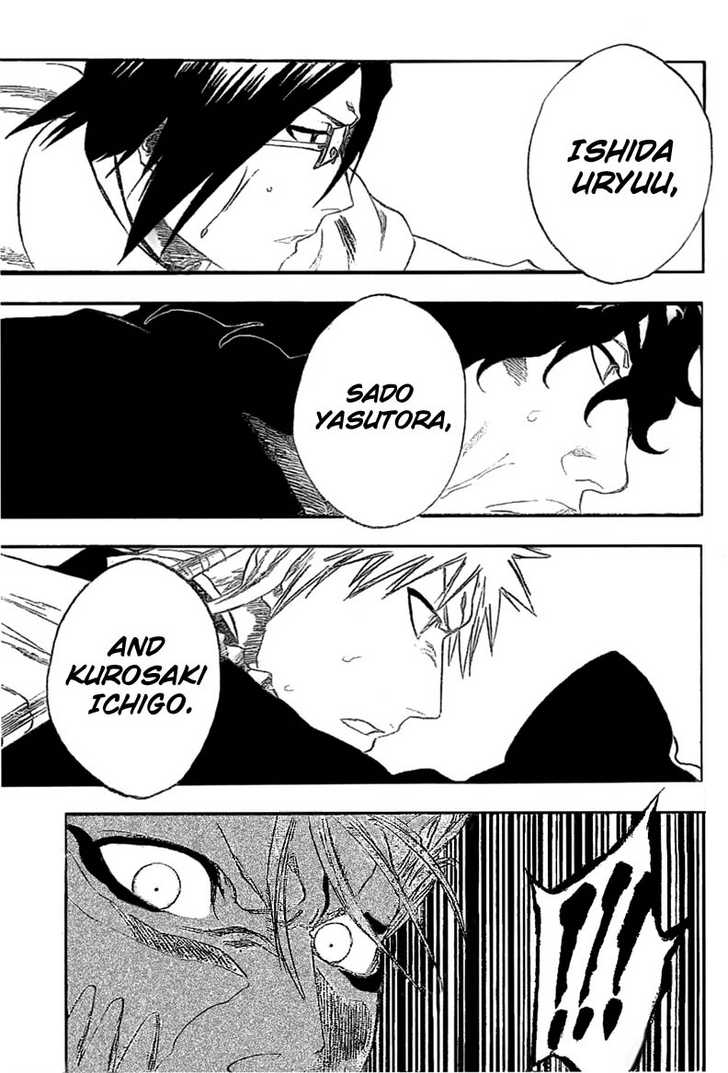 ISHIDA
URYUU,
SADO
YASUTORA,
AND
KUROSAKI
ICHIGO.
!!!